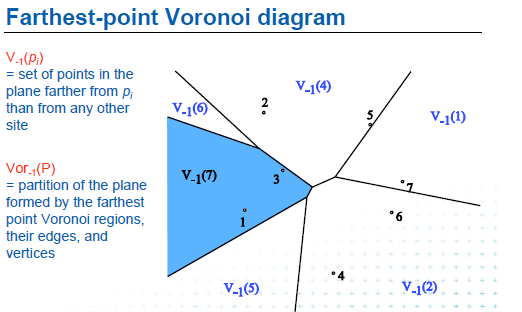 Farthest-point Voronoi diagram
V-1(pi)
= set of points in the
plane farther from pi
than from any other
site
Vor-1(P)
= partition of the plane
formed by the farthest
point Voronoi regions,
their edges, and
vertices
V-1(4)
V-1(6)
2
5
V-1(1)
V-1(7)
3
7
1
6
4
V-1(5)
V-1(2)